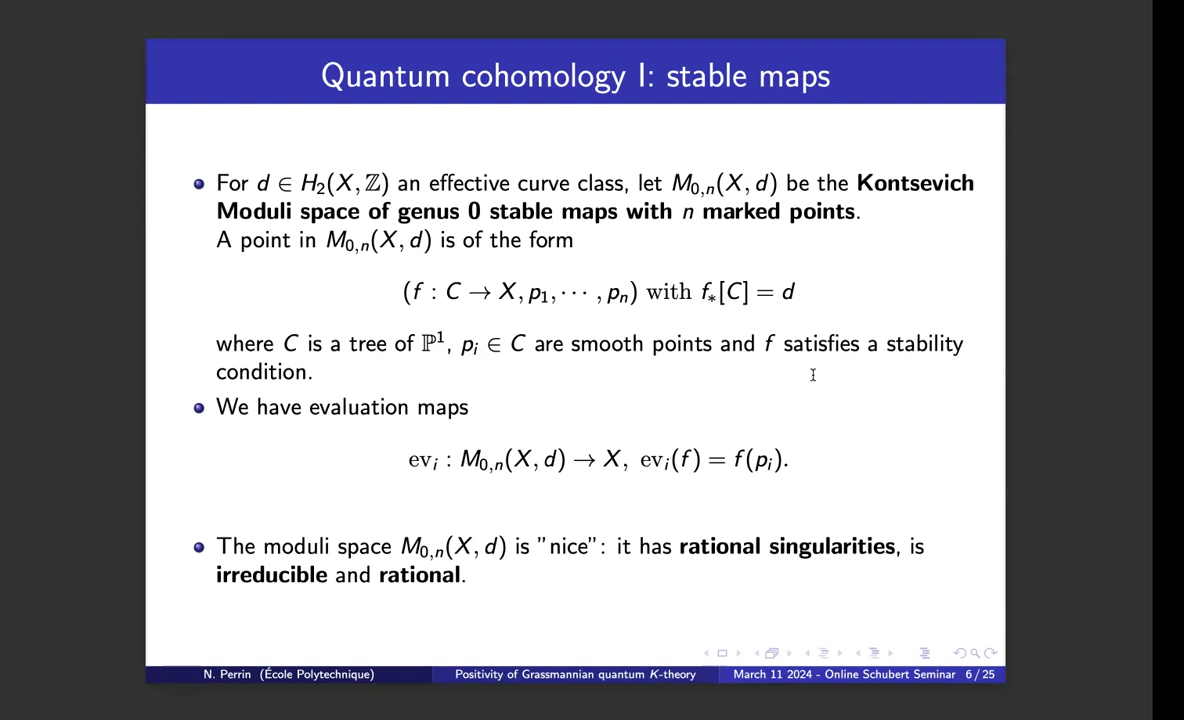 Quantum cohomology I: stable maps
For d ∈ H₂(X, ℤ) an effective curve class, let M₀,ₙ(X, d) be the Kontsevich
Moduli space of genus 0 stable maps with n marked points.
A point in M₀,ₙ(X, d) is of the form
(f : C → X, p₁, ··· , pₙ) with f∗[C] = d
where C is a tree of ℙ¹, pᵢ ∈ C are smooth points and f satisfies a stability
condition.
We have evaluation maps
evᵢ : M₀,ₙ(X, d) → X, evᵢ(f) = f(pᵢ).
The moduli space M₀,ₙ(X, d) is ”nice”: it has rational singularities, is
irreducible and rational.
N. Perrin (École Polytechnique) Positivity of Grassmannian quantum K-theory March 11 2024 - Online Schubert Seminar 6 / 25